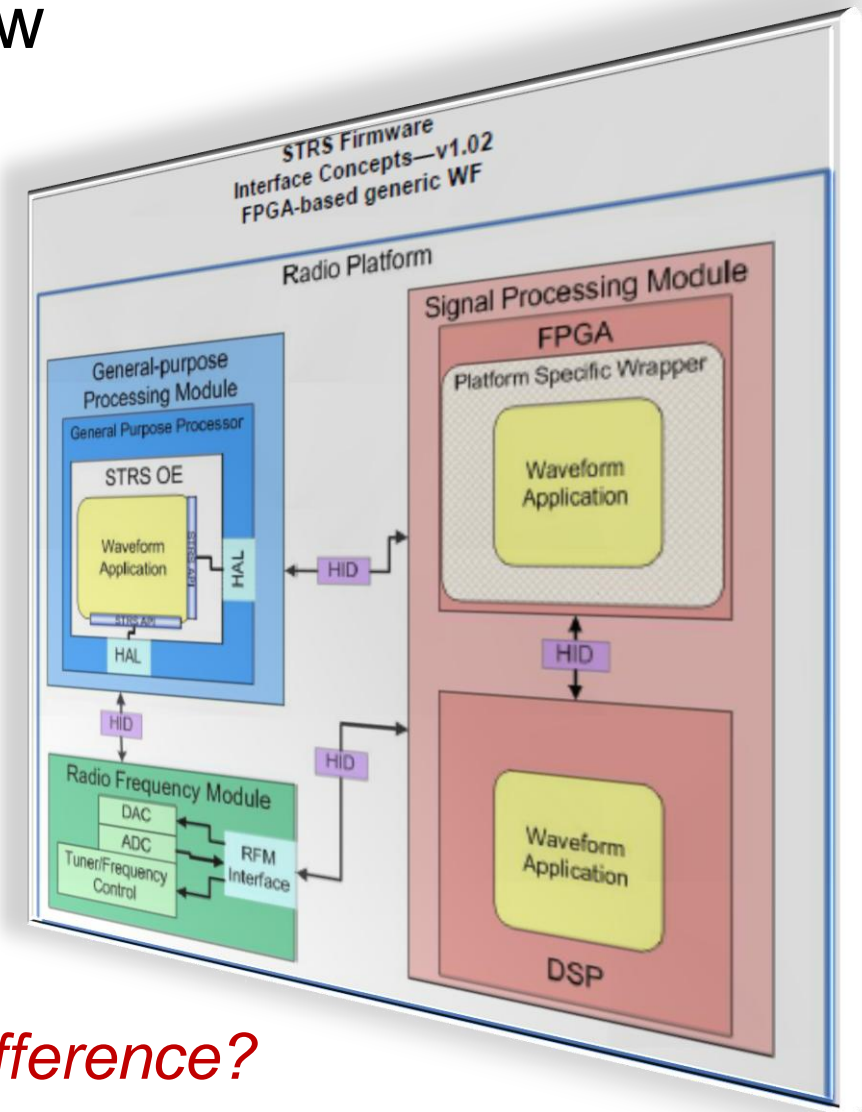 w
STRS Firmware
Interface Concepts—v1.02
FPGA-based generic WF
Radio Platform
General-purpose
Processing Module
General Purpose Processor
STRS OE
Waveform
Application
STRS API
STRS API
HAL
HAL
HID
HID
Radio Frequency Module
DAC
ADC
Tuner/Frequency
Control
RFM
Interface
HID
Signal Processing Module
FPGA
Platform Specific Wrapper
Waveform
Application
HID
Waveform
Application
DSP
fference?